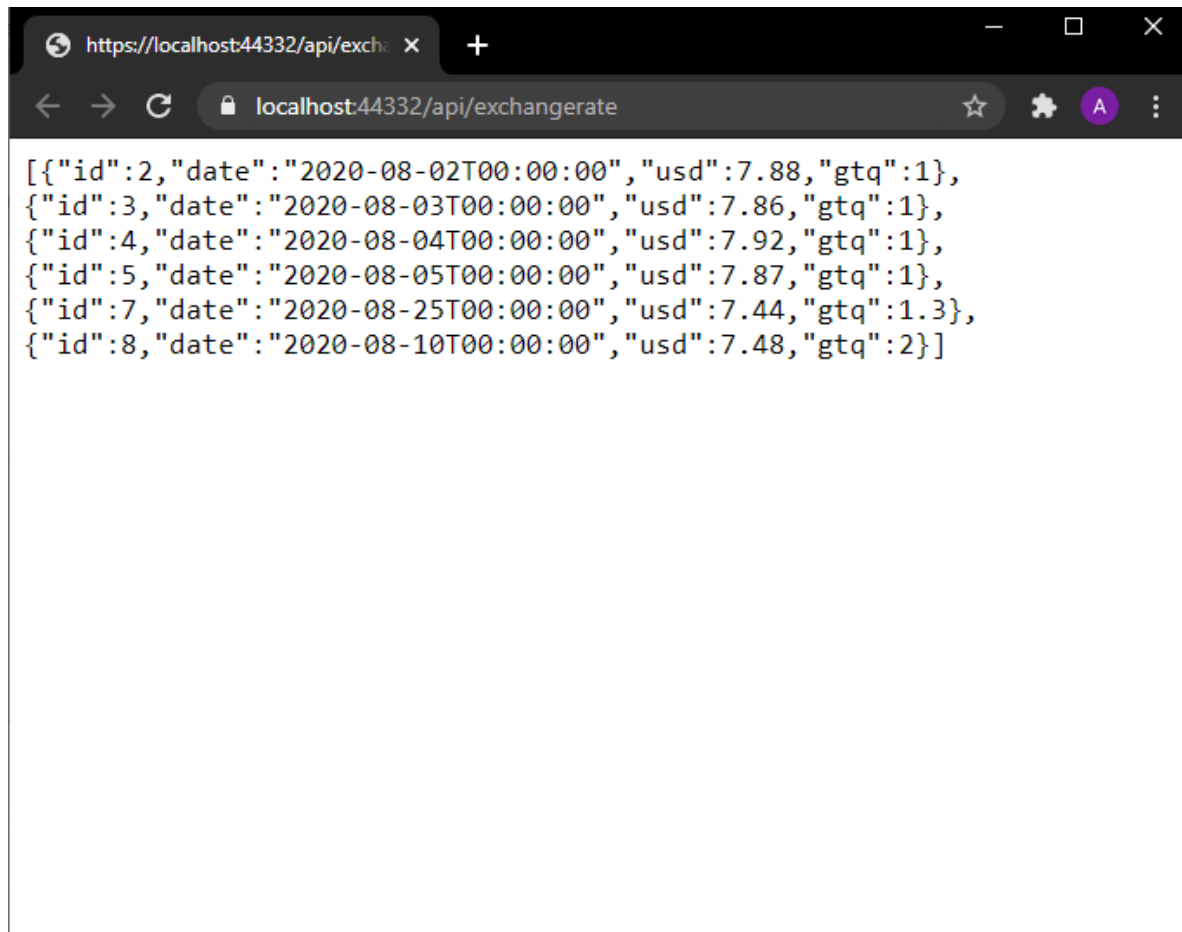 https://localhost:44332/api/exch
localhost:44332/api/exchangerate
A
[{"id":2,"date":"2020-08-02T00:00:00","usd":7.88,"gtq":1},
{"id":3,"date":"2020-08-03T00:00:00","usd":7.86,"gtq":1},
{"id":4,"date":"2020-08-04T00:00:00","usd":7.92,"gtq":1},
{"id":5,"date":"2020-08-05T00:00:00","usd":7.87,"gtq":1},
{"id":7,"date":"2020-08-25T00:00:00","usd":7.44,"gtq":1.3},
{"id":8,"date":"2020-08-10T00:00:00","usd":7.48,"gtq":2}]